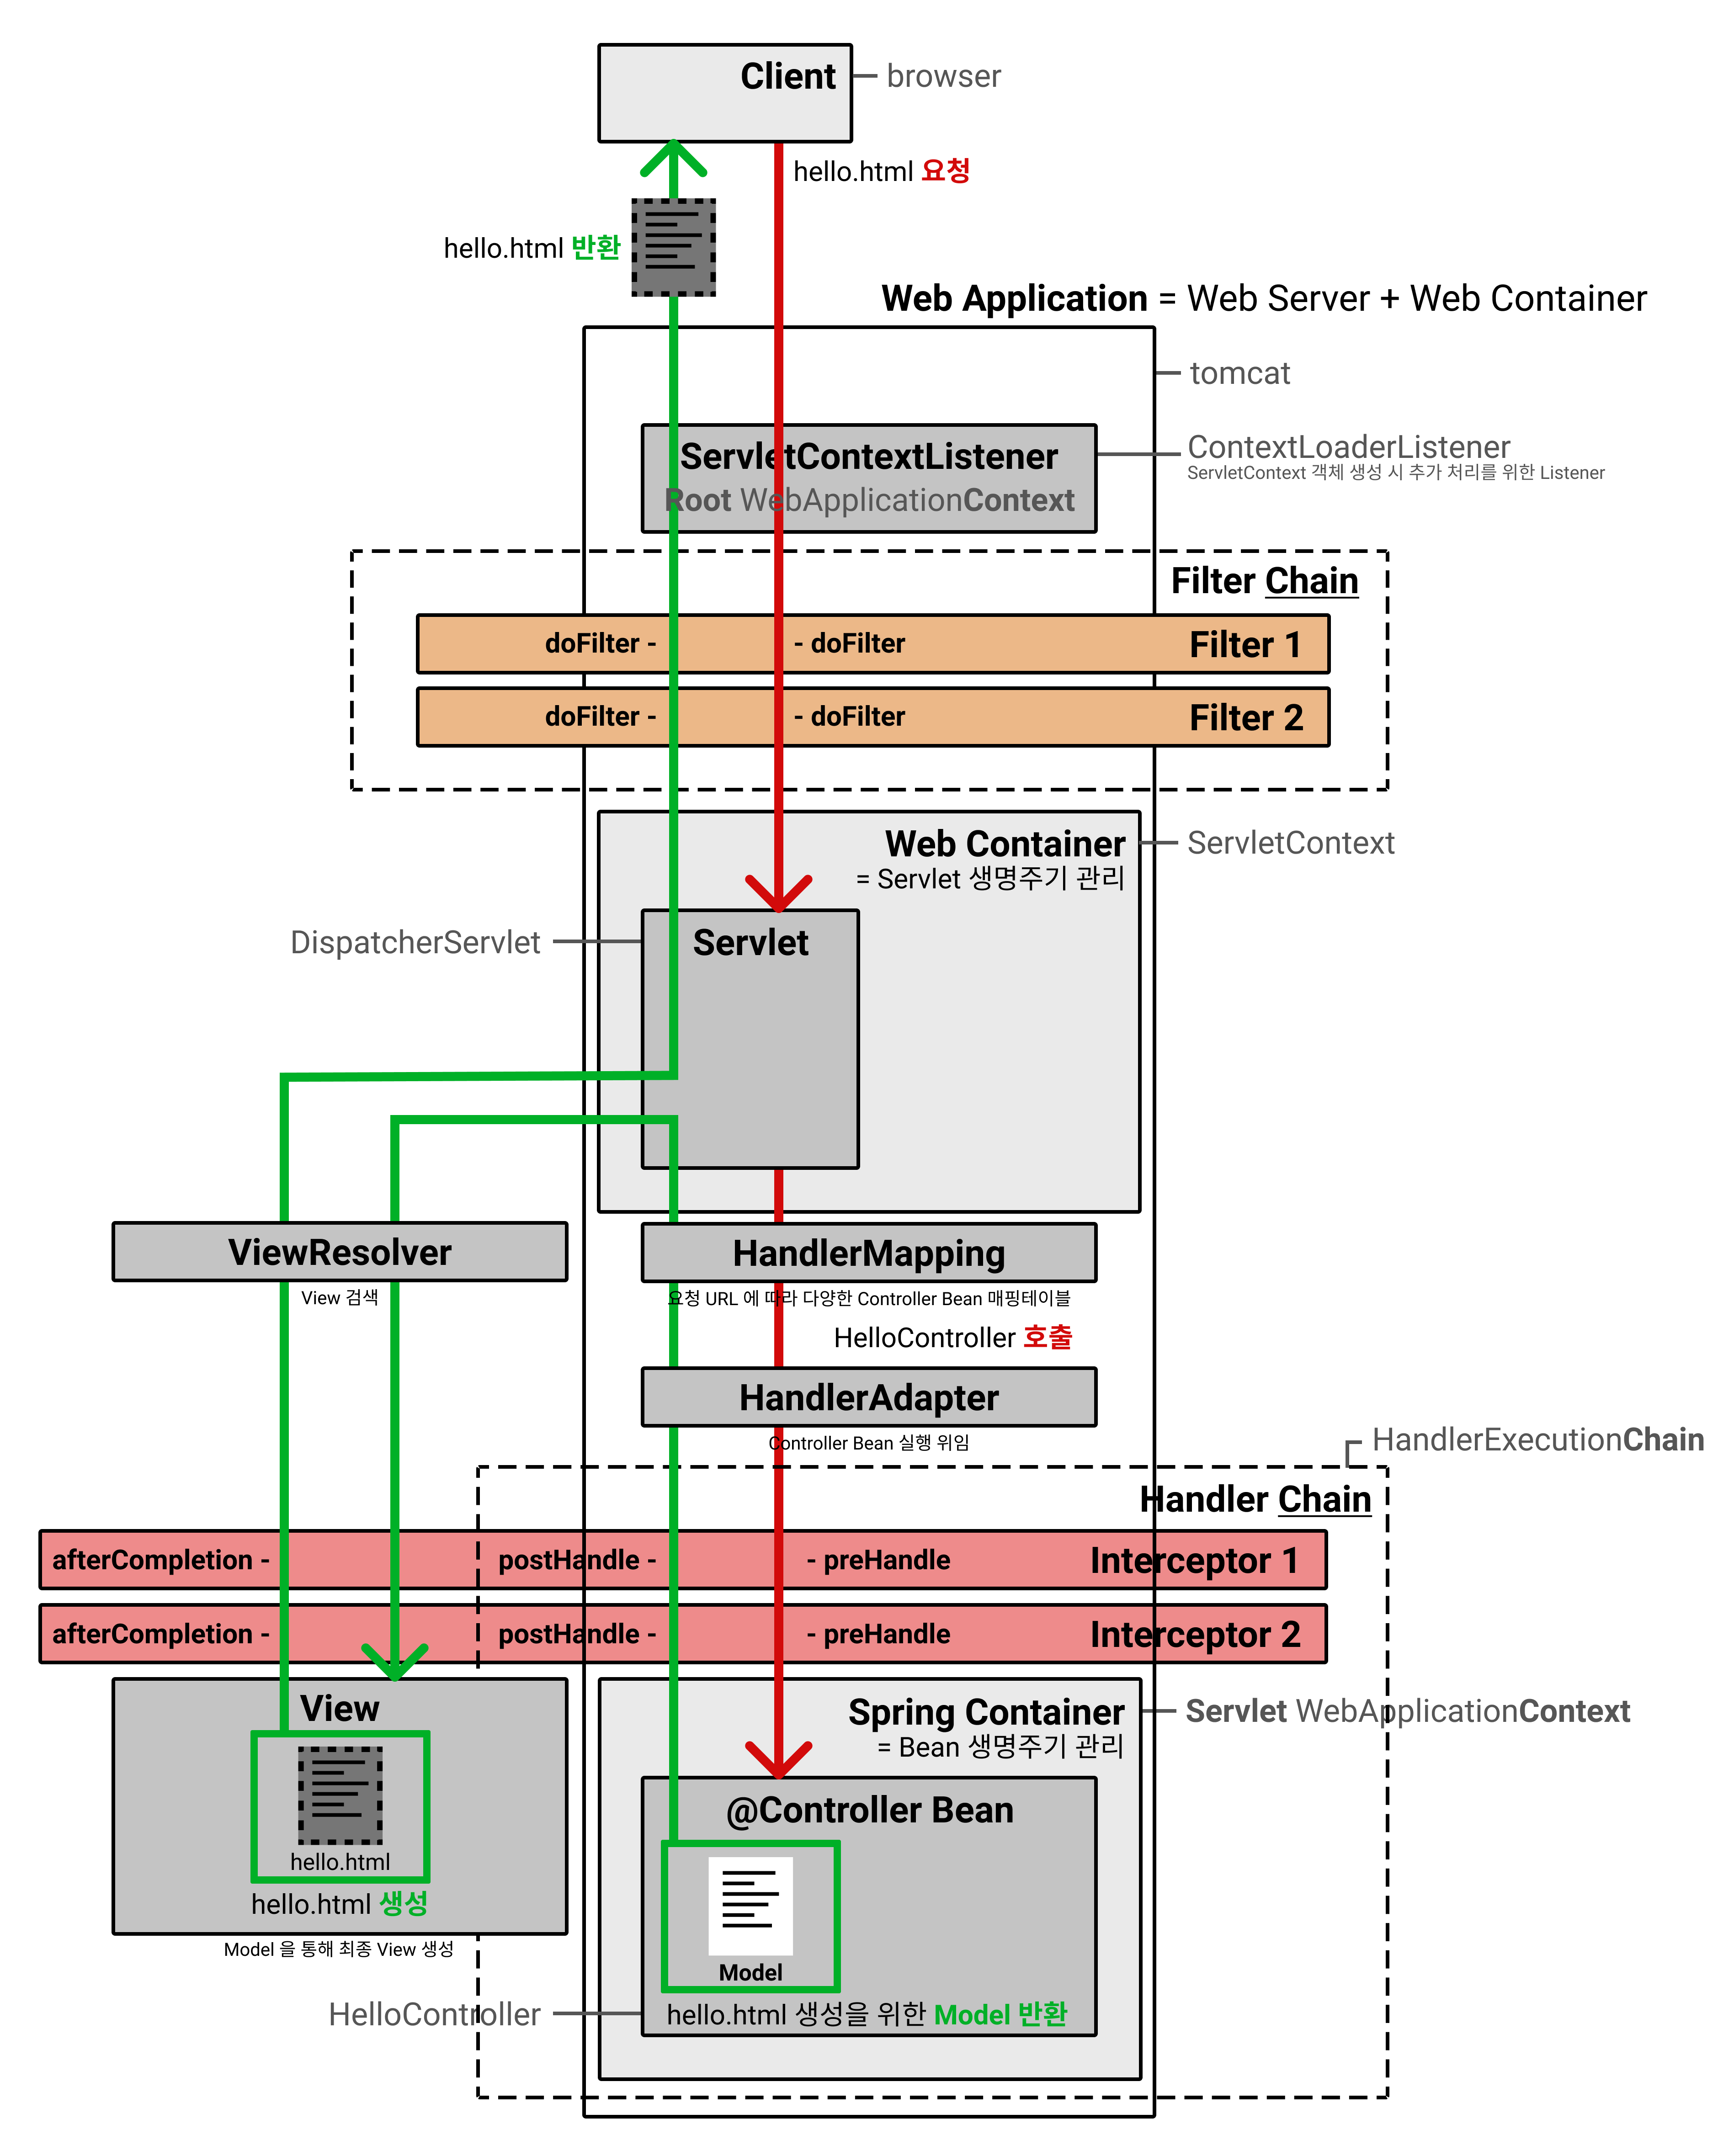 Client
browser
hello.html 요청
hello.html 반환
Web Application = Web Server + Web Container
tomcat
ServletContextListener
Root WebApplicationContext
ContextLoaderListener
ServletContext 객체 생성 시 추가 처리를 위한 Listener
Filter Chain
doFilter - - doFilter Filter 1
doFilter - - doFilter Filter 2
Web Container
= Servlet 생명주기 관리
ServletContext
DispatcherServlet
Servlet
ViewResolver
View 검색
HandlerMapping
요청 URL 에 따라 다양한 Controller Bean 매핑테이블
HelloController 호출
HandlerAdapter
Controller Bean 실행 위임
HandlerExecutionChain
Handler Chain
afterCompletion - postHandle - - preHandle Interceptor 1
afterCompletion - postHandle - - preHandle Interceptor 2
View
hello.html
hello.html 생성
Model 을 통해 최종 View 생성
Spring Container
= Bean 생명주기 관리
Servlet WebApplicationContext
@Controller Bean
Model
hello.html 생성을 위한 Model 반환
HelloController